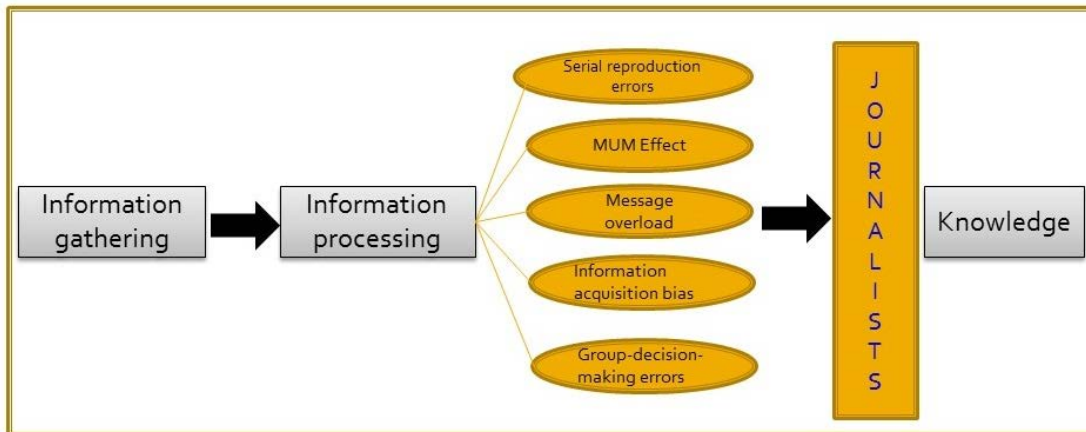 Information
gathering
Information
processing
Serial reproduction
errors
MUM Effect
Message
overload
Information
acquisition bias
Group-decision-
making errors
JOURNALISTS
Knowledge